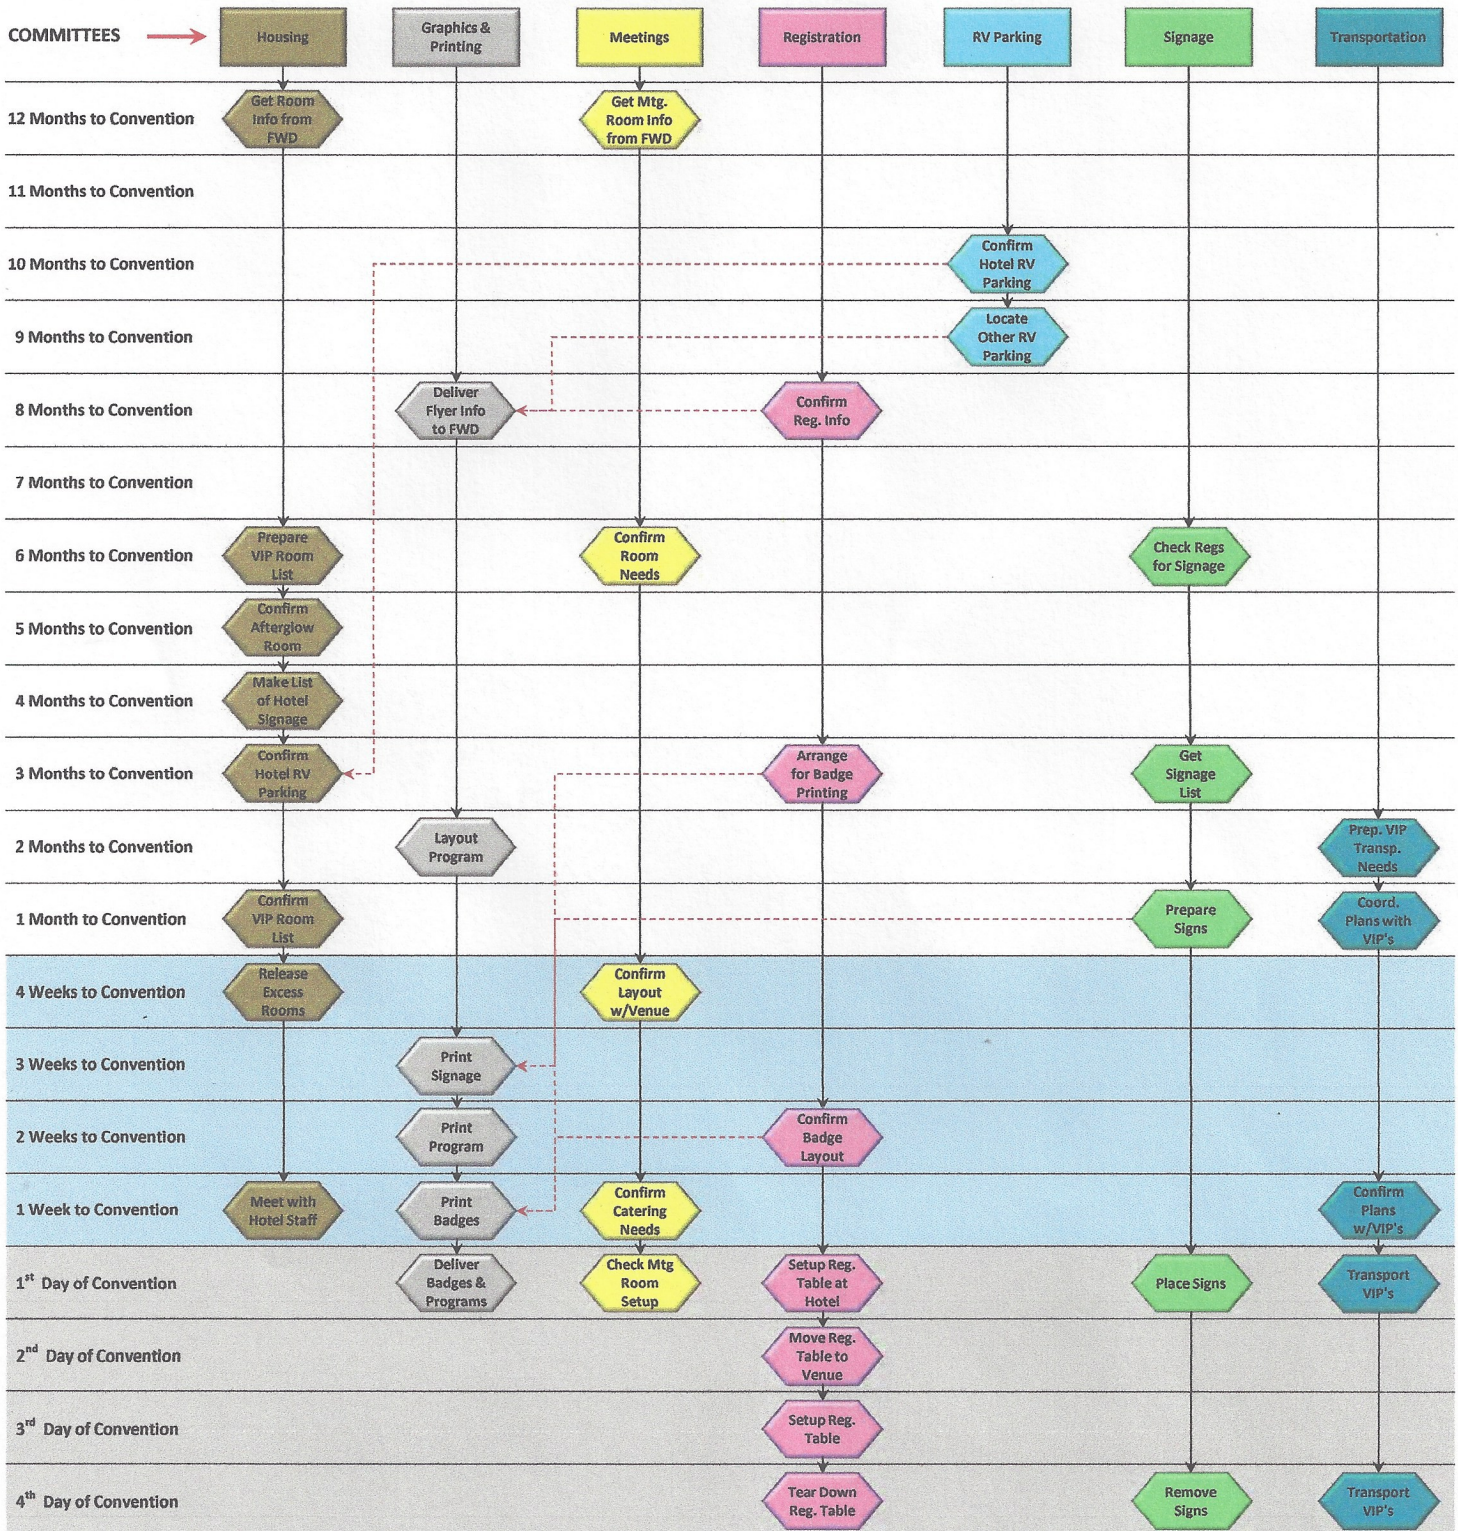 COMMITTEES
Housing
Graphics &
Printing
Meetings
Registration
RV Parking
Signage
Transportation
12 Months to Convention
Get Room
Info from
FWD
Get Mtg.
Room Info
from FWD
11 Months to Convention
10 Months to Convention
Confirm
Hotel RV
Parking
9 Months to Convention
Locate
Other RV
Parking
8 Months to Convention
Deliver
Flyer Info
to FWD
Confirm
Reg. Info
7 Months to Convention
6 Months to Convention
Prepare
VIP Room
List
Confirm
Room
Needs
Check Regs
for Signage
5 Months to Convention
Confirm
Afterglow
Room
4 Months to Convention
Make List
of Hotel
Signage
3 Months to Convention
Confirm
Hotel RV
Parking
Arrange
for Badge
Printing
Get
Signage
List
2 Months to Convention
Layout
Program
Prep. VIP
Transp.
Needs
1 Month to Convention
Confirm
VIP Room
List
Prepare
Signs
Coord.
Plans with
VIP's
4 Weeks to Convention
Release
Excess
Rooms
Confirm
Layout
w/Venue
3 Weeks to Convention
Print
Signage
2 Weeks to Convention
Print
Program
Confirm
Badge
Layout
1 Week to Convention
Meet with
Hotel Staff
Print
Badges
Confirm
Catering
Needs
Confirm
Plans
w/VIP's
1st Day of Convention
Deliver
Badges &
Programs
Check Mtg
Room
Setup
Setup Reg.
Table at
Hotel
Place Signs
Transport
VIP's
2nd Day of Convention
Move Reg.
Table to
Venue
3rd Day of Convention
Setup Reg.
Table
4th Day of Convention
Tear Down
Reg. Table
Remove
Signs
Transport
VIP's